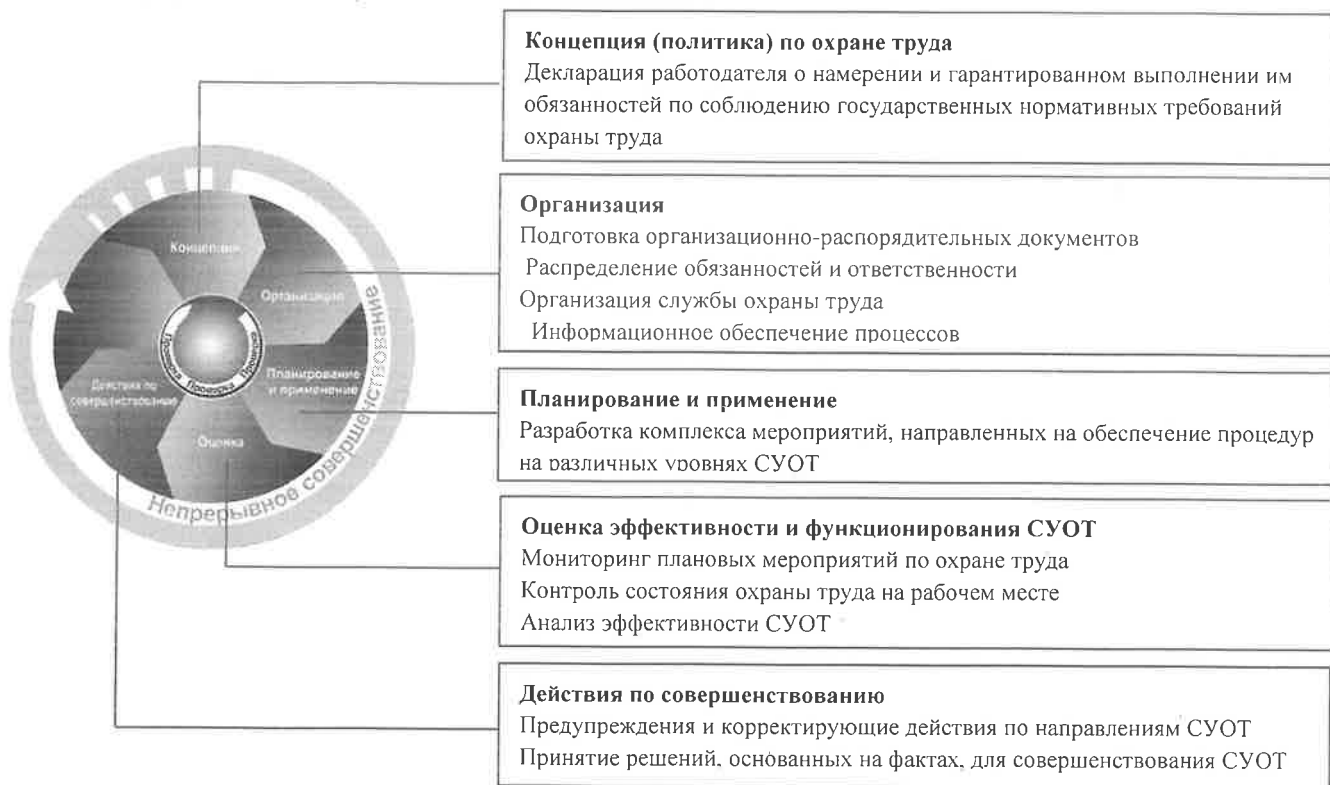 Концепция (политика) по охране труда
Декларация работодателя о намерении и гарантированном выполнении им
обязанностей по соблюдению государственных нормативных требований
охраны труда
Организация
Подготовка организационно-распорядительных документов
Распределение обязанностей и ответственности
Организация службы охраны труда
Информационное обеспечение процессов
Планирование и применение
Разработка комплекса мероприятий, направленных на обеспечение процедур
на различных уровнях СУОТ
Оценка эффективности и функционирования СУОТ
Мониторинг плановых мероприятий по охране труда
Контроль состояния охраны труда на рабочем месте
Анализ эффективности СУОТ
Действия по совершенствованию
Предупреждения и корректирующие действия по направлениям СУОТ
Принятие решений, основанных на фактах, для совершенствования СУОТ
Концепция
Организация
Планирование
и применение
Оценка
Действия по
совершенствованию
Проверка Проверка Проверка
Непрерывное совершенствование